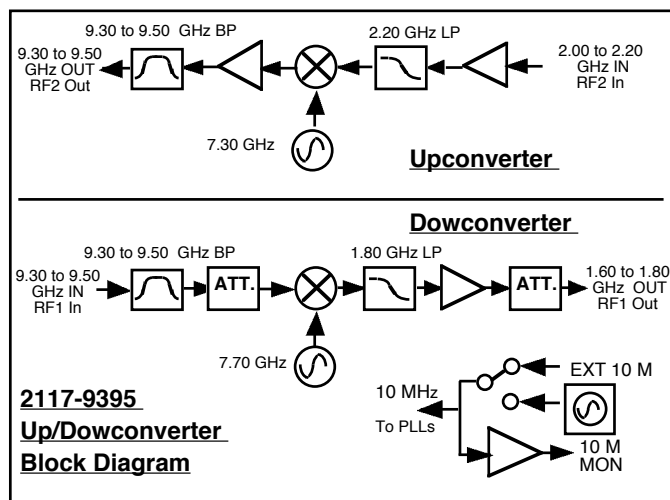 9.30 to 9.50 GHz BP
2.20 GHz LP
9.30 to 9.50
GHz OUT
RF2 Out
2.00 to 2.20
GHz IN
RF2 In
7.30 GHz
Upconverter
Dowconverter
9.30 to 9.50 GHz BP
1.80 GHz LP
9.30 to 9.50
GHz IN
RF1 In
ATT.
ATT.
1.60 to 1.80
GHz OUT
RF1 Out
7.70 GHz
EXT 10 M
10 MHz
To PLLs
10 M
MON
2117-9395
Up/Dowconverter
Block Diagram